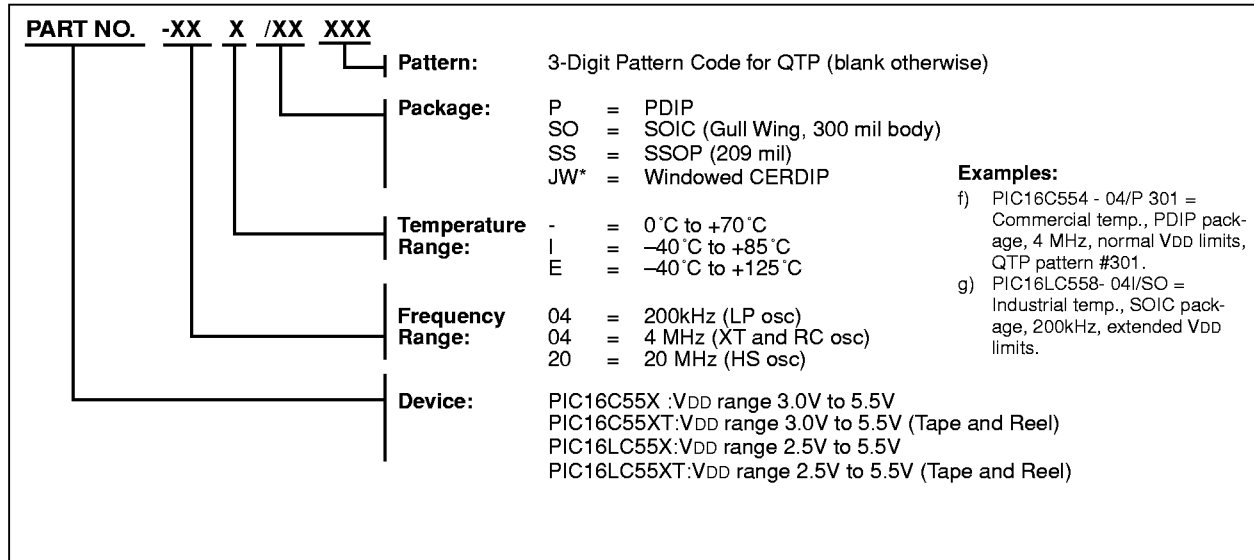 PART NO. -XX X /XX XXX
Pattern: 3-Digit Pattern Code for QTP (blank otherwise)
Package: P = PDIP
SO = SOIC (Gull Wing, 300 mil body)
SS = SSOP (209 mil)
JW* = Windowed CERDIP
Temperature Range: - = 0˚C to +70˚C
I = –40˚C to +85˚C
E = –40˚C to +125˚C
Frequency Range: 04 = 200kHz (LP osc)
04 = 4 MHz (XT and RC osc)
20 = 20 MHz (HS osc)
Device: PIC16C55X :VDD range 3.0V to 5.5V
PIC16C55XT:VDD range 3.0V to 5.5V (Tape and Reel)
PIC16LC55X:VDD range 2.5V to 5.5V
PIC16LC55XT:VDD range 2.5V to 5.5V (Tape and Reel)
Examples:
f) PIC16C554 - 04/P 301 =
Commercial temp., PDIP pack-
age, 4 MHz, normal VDD limits,
QTP pattern #301.
g) PIC16LC558- 04I/SO =
Industrial temp., SOIC pack-
age, 200kHz, extended VDD
limits.